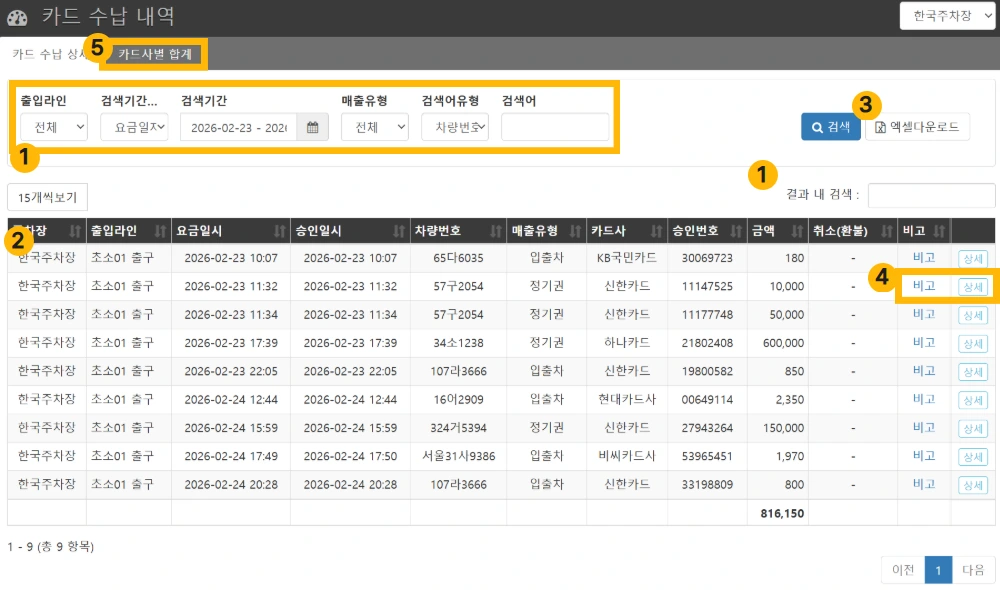 카드 수납 내역
한국주차장
카드 수납 상세
5
카드사별 합계
출입라인 검색기간... 검색기간 매출유형 검색어유형 검색어
전체 요금일자 2026-02-23 - 202 전체 차량번호
3
검색 엑셀다운로드
1
1
15개씩보기
결과 내 검색 :
2
차장 출입라인 요금일시 승인일시 차량번호 매출유형 카드사 승인번호 금액 취소(환불) 비고
한국주차장 초소01 출구 2026-02-23 10:07 2026-02-23 10:07 65다6035 입출차 KB국민카드 30069723 180 - 비고 상세
4
한국주차장 초소01 출구 2026-02-23 11:32 2026-02-23 11:32 57구2054 정기권 신한카드 11147525 10,000 - 비고 상세
한국주차장 초소01 출구 2026-02-23 11:34 2026-02-23 11:34 57구2054 정기권 신한카드 11177748 50,000 - 비고 상세
한국주차장 초소01 출구 2026-02-23 17:39 2026-02-23 17:39 34소1238 정기권 하나카드 21802408 600,000 - 비고 상세
한국주차장 초소01 출구 2026-02-23 22:05 2026-02-23 22:05 107라3666 입출차 신한카드 19800582 850 - 비고 상세
한국주차장 초소01 출구 2026-02-24 12:44 2026-02-24 12:44 16어2909 입출차 현대카드사 00649114 2,350 - 비고 상세
한국주차장 초소01 출구 2026-02-24 15:59 2026-02-24 15:59 324거5394 정기권 신한카드 27943264 150,000 - 비고 상세
한국주차장 초소01 출구 2026-02-24 17:49 2026-02-24 17:50 서울31사9386 입출차 비씨카드사 53965451 1,970 - 비고 상세
한국주차장 초소01 출구 2026-02-24 20:28 2026-02-24 20:28 107라3666 입출차 신한카드 33198809 800 - 비고 상세
816,150
1 - 9 (총 9 항목)
이전 1 다음